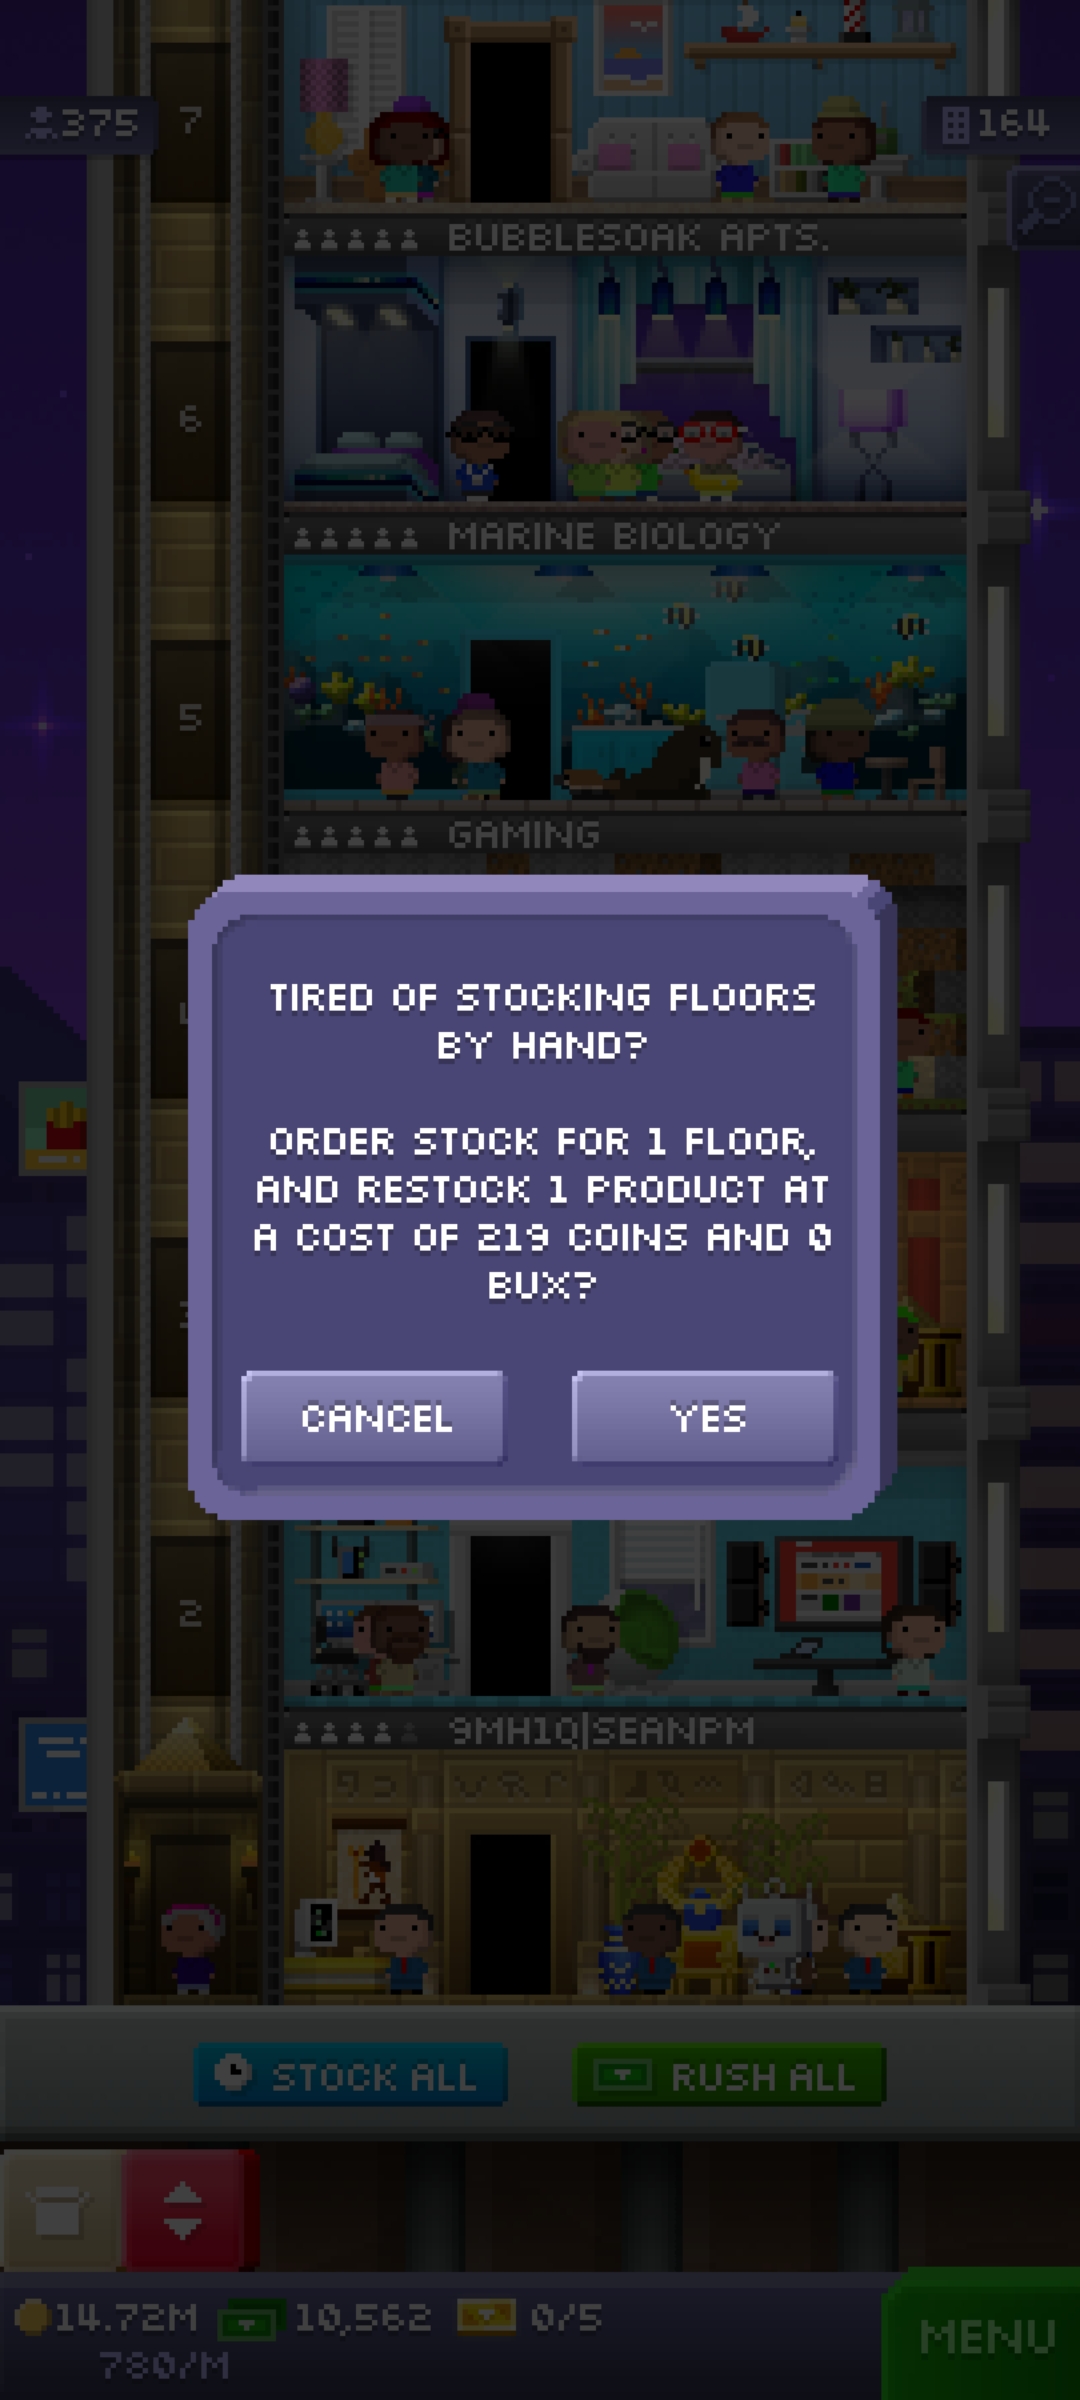 375
7
164
BUBBLESOAK APTS.
6
MARINE BIOLOGY
5
GAMING
TIRED OF STOCKING FLOORS
BY HAND?
ORDER STOCK FOR 1 FLOOR,
AND RESTOCK 1 PRODUCT AT
A COST OF 219 COINS AND 0
BUX?
CANCEL
YES
2
9MH1Q|SEANPM
STOCK ALL
RUSH ALL
14.72M
10,562
0/5
780/M
MENU